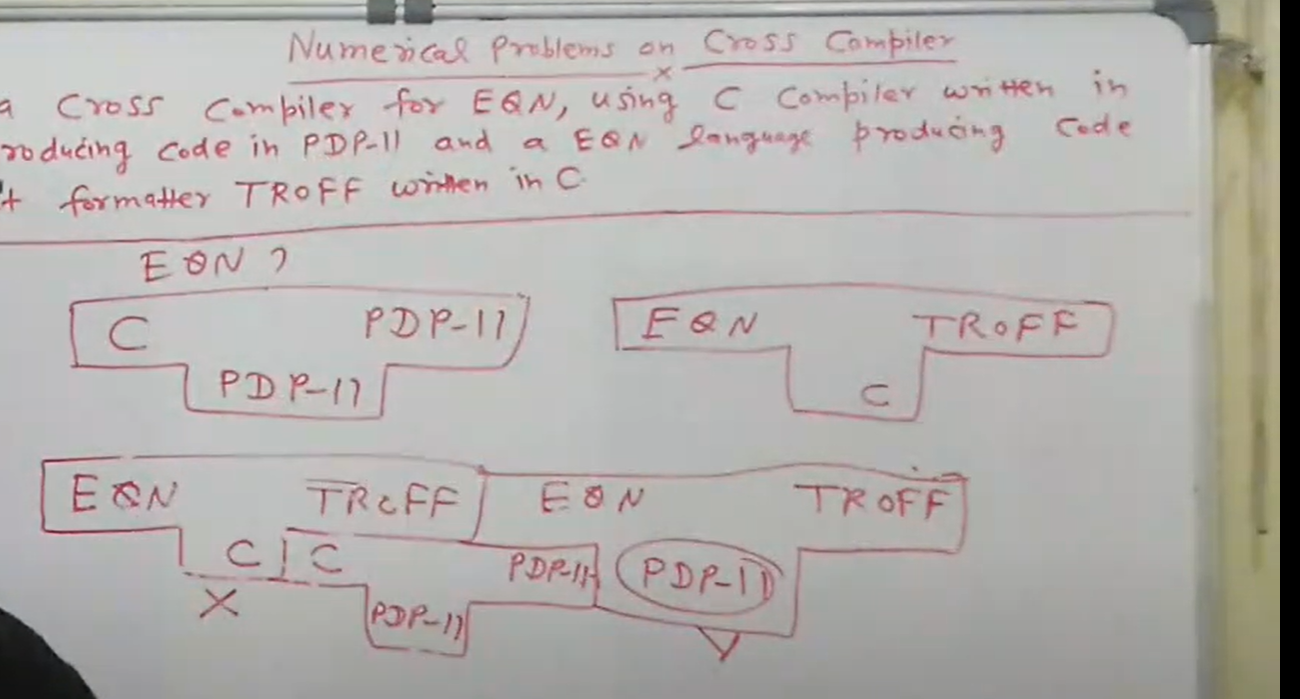 Numerical Problems on Cross Compiler
a Cross Compiler for EQN, using C Compiler written in
roducing code in PDP-11 and a EQN language producing code
t formatter TROFF written in C
EQN ?
C PDP-11
PDP-11
EQN TROFF
C
EQN TROFF EQN TROFF
C C PDP-11 PDP-11
X PDP-11